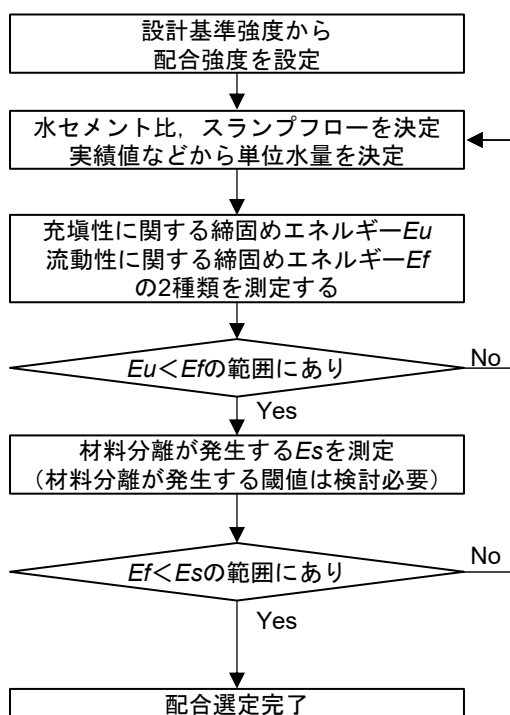 設計基準強度から
配合強度を設定
水セメント比，スランプフローを決定
実績値などから単位水量を決定
充塡性に関する締固めエネルギーEu
流動性に関する締固めエネルギーEf
の2種類を測定する
Eu＜Efの範囲にあり
No
Yes
材料分離が発生するEsを測定
（材料分離が発生する閾値は検討必要）
Ef＜Esの範囲にあり
No
Yes
配合選定完了